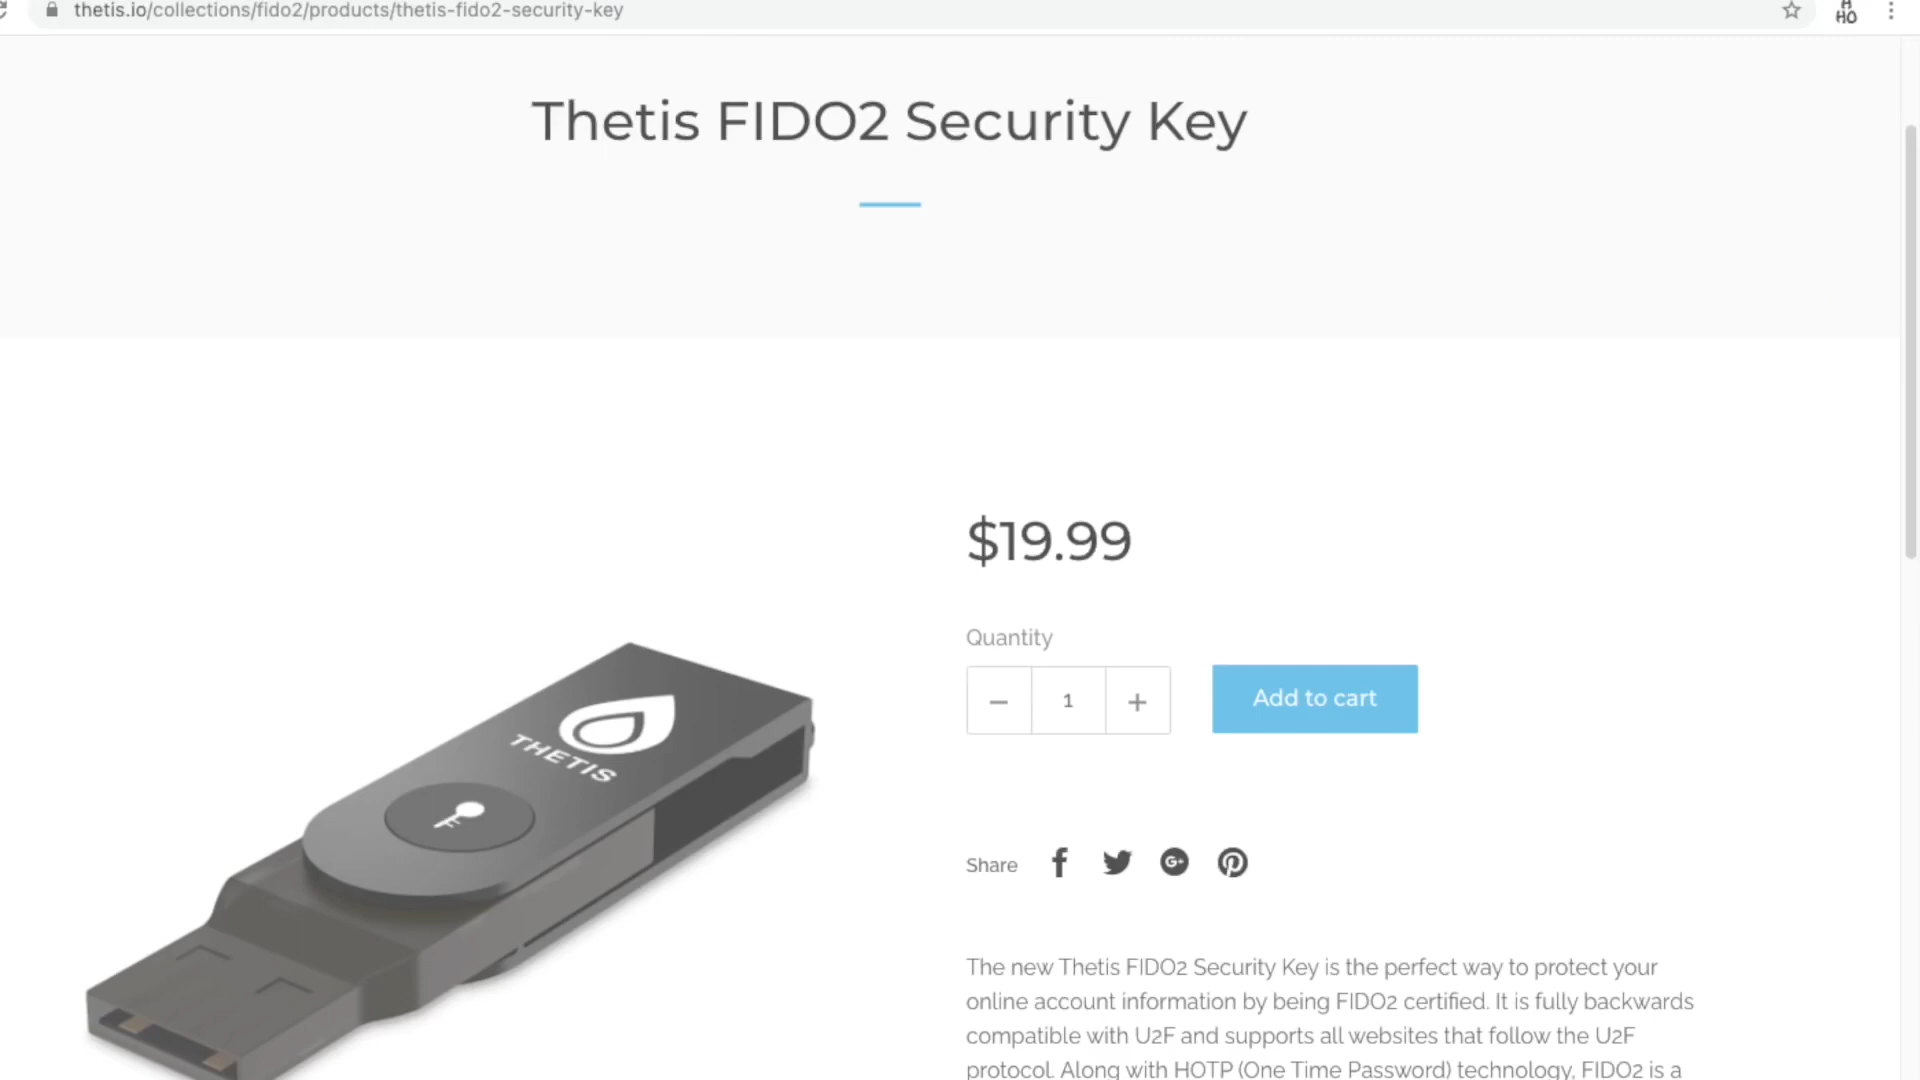 thetis.io/collections/fido2/products/thetis-fido2-security-key
Thetis FIDO2 Security Key
$19.99
Quantity
− 1 + Add to cart
THETIS
Share
The new Thetis FIDO2 Security Key is the perfect way to protect your
online account information by being FIDO2 certified. It is fully backwards
compatible with U2F and supports all websites that follow the U2F
protocol. Along with HOTP (One Time Password) technology, FIDO2 is a